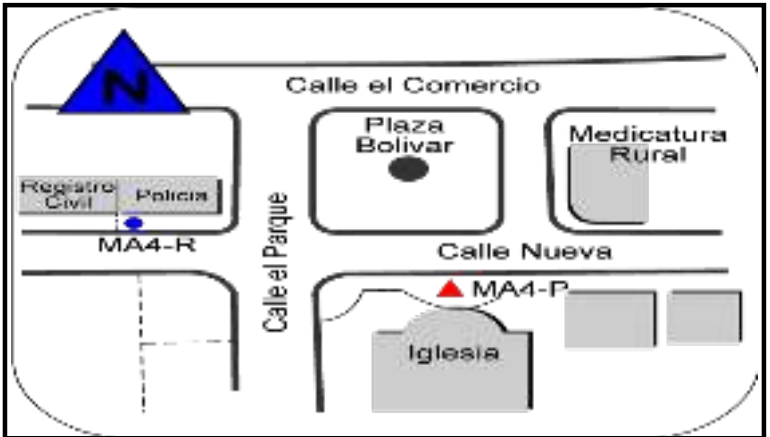 N
Calle el Comercio
Plaza
Bolivar
Medicatura
Rural
Registro
Civil
Policia
MA4-R
Calle el Parque
Calle Nueva
MA4-P
Iglesia